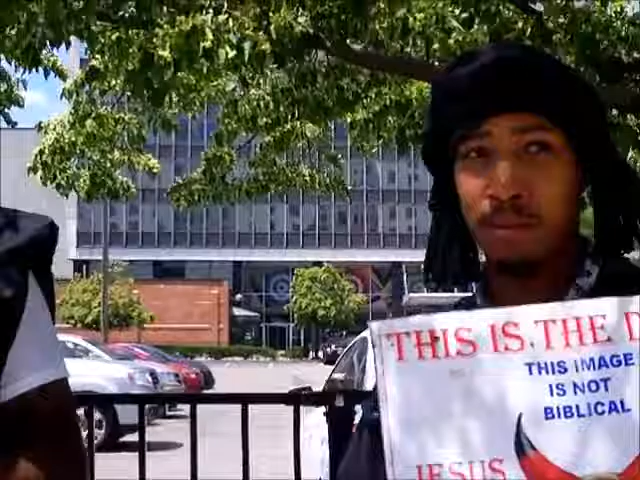 THIS IS THE D
THIS IMAGE
IS NOT
BIBLICAL
JESUS